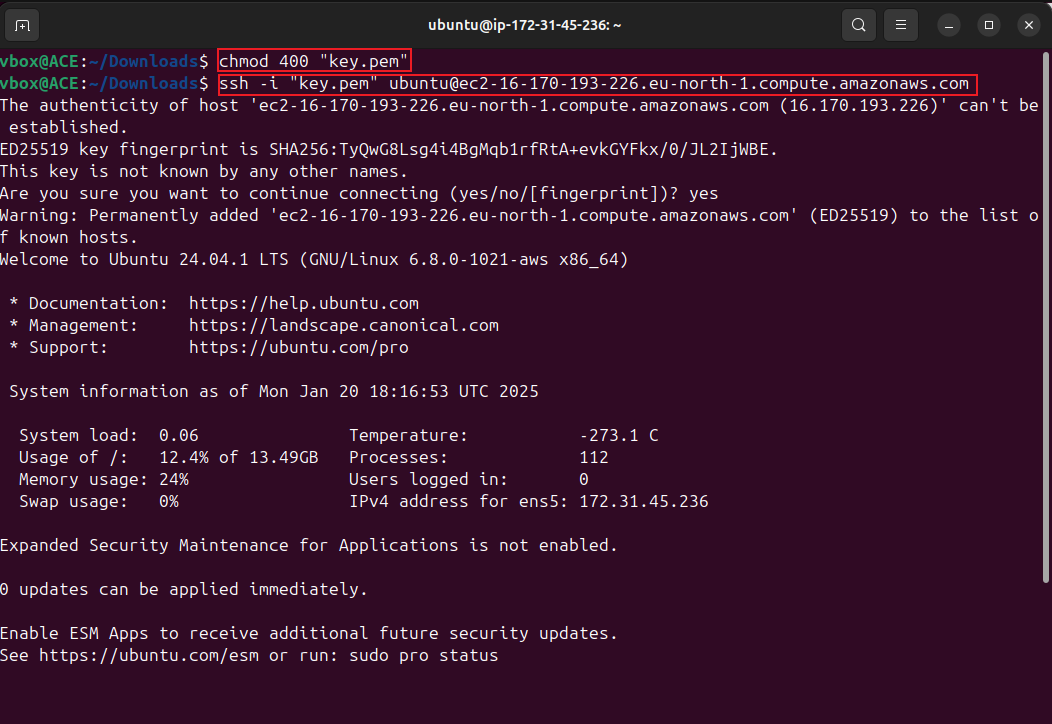 ubuntu@ip-172-31-45-236: ~
vbox@ACE:~/Downloads$ chmod 400 "key.pem"
vbox@ACE:~/Downloads$ ssh -i "key.pem" ubuntu@ec2-16-170-193-226.eu-north-1.compute.amazonaws.com
The authenticity of host 'ec2-16-170-193-226.eu-north-1.compute.amazonaws.com (16.170.193.226)' can't be
 established.
ED25519 key fingerprint is SHA256:TyQwG8Lsg4i4BgMqb1rfRtA+evkGYFkx/0/JL2IjWBE.
This key is not known by any other names.
Are you sure you want to continue connecting (yes/no/[fingerprint])? yes
Warning: Permanently added 'ec2-16-170-193-226.eu-north-1.compute.amazonaws.com' (ED25519) to the list o
f known hosts.
Welcome to Ubuntu 24.04.1 LTS (GNU/Linux 6.8.0-1021-aws x86_64)

 * Documentation:  https://help.ubuntu.com
 * Management:     https://landscape.canonical.com
 * Support:        https://ubuntu.com/pro

 System information as of Mon Jan 20 18:16:53 UTC 2025

  System load:  0.06               Temperature:           -273.1 C
  Usage of /:   12.4% of 13.49GB   Processes:             112
  Memory usage: 24%                Users logged in:       0
  Swap usage:   0%                 IPv4 address for ens5: 172.31.45.236

Expanded Security Maintenance for Applications is not enabled.

0 updates can be applied immediately.

Enable ESM Apps to receive additional future security updates.
See https://ubuntu.com/esm or run: sudo pro status